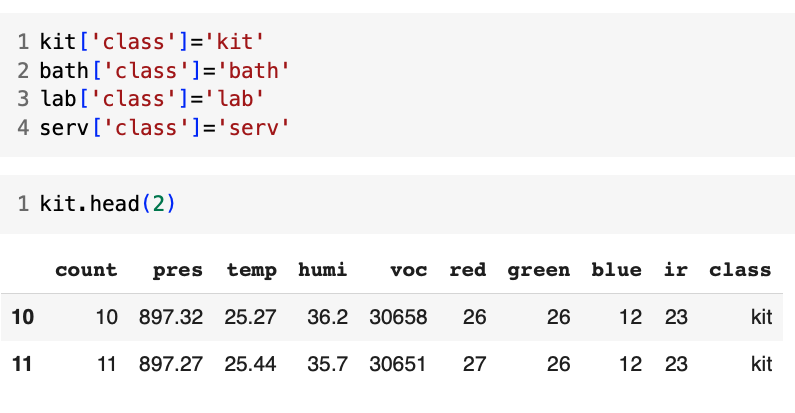 1 kit['class']='kit'
2 bath['class']='bath'
3 lab['class']='lab'
4 serv['class']='serv'
1 kit.head(2)
count pres temp humi voc red green blue ir class
10 10 897.32 25.27 36.2 30658 26 26 12 23 kit
11 11 897.27 25.44 35.7 30651 27 26 12 23 kit